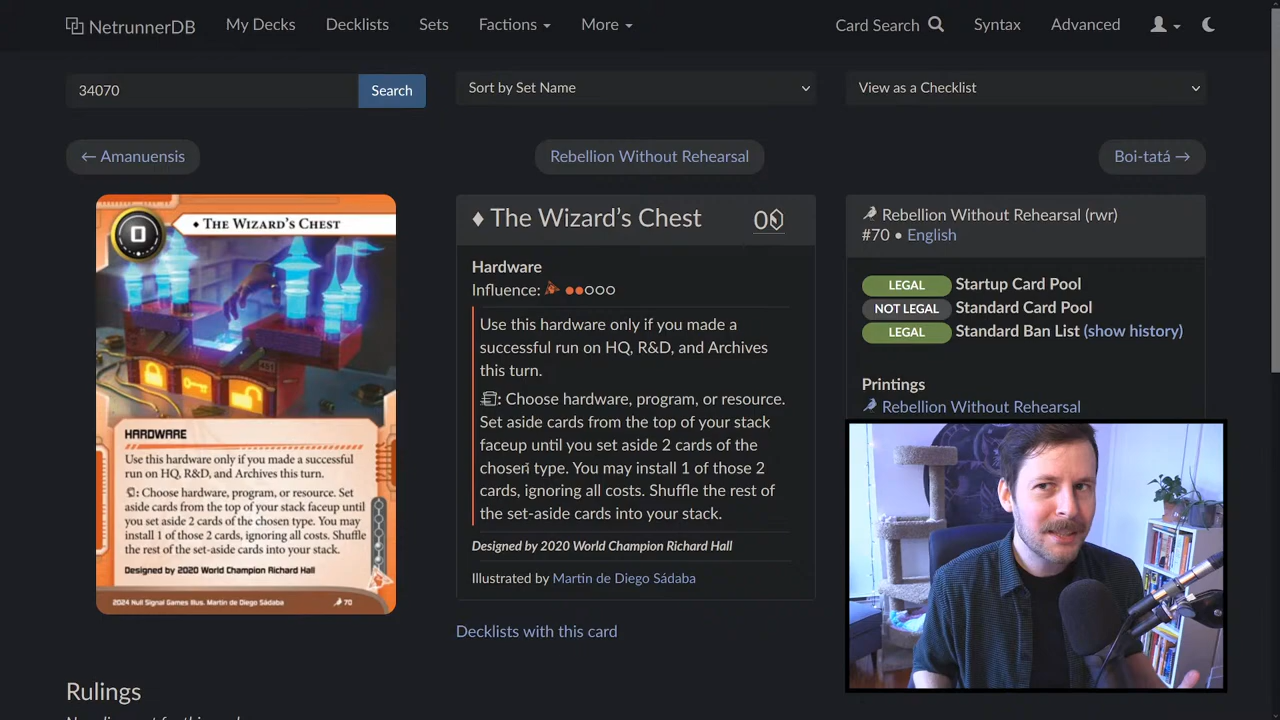 NetrunnerDB My Decks Decklists Sets Factions More Card Search Syntax Advanced
34070 Search Sort by Set Name View as a Checklist
← Amanuensis Rebellion Without Rehearsal Boi-tatá →
0
♦ The Wizard's Chest
HARDWARE
Use this hardware only if you made a successful
run on HQ, R&D, and Archives this turn.
: Choose hardware, program, or resource. Set
aside cards from the top of your stack faceup until
you set aside 2 cards of the chosen type. You may
install 1 of those 2 cards, ignoring all costs. Shuffle
the rest of the set-aside cards into your stack.
Designed by 2020 World Champion Richard Hall
2024 Null Signal Games Illus. Martin de Diego Sádaba 70
♦ The Wizard's Chest
Hardware
Influence:
Use this hardware only if you made a
successful run on HQ, R&D, and Archives
this turn.
: Choose hardware, program, or resource.
Set aside cards from the top of your stack
faceup until you set aside 2 cards of the
chosen type. You may install 1 of those 2
cards, ignoring all costs. Shuffle the rest of
the set-aside cards into your stack.
Designed by 2020 World Champion Richard Hall
Illustrated by Martin de Diego Sádaba
Decklists with this card
Rebellion Without Rehearsal (rwr)
#70 • English
LEGAL Startup Card Pool
NOT LEGAL Standard Card Pool
LEGAL Standard Ban List (show history)
Printings
Rebellion Without Rehearsal
Rulings